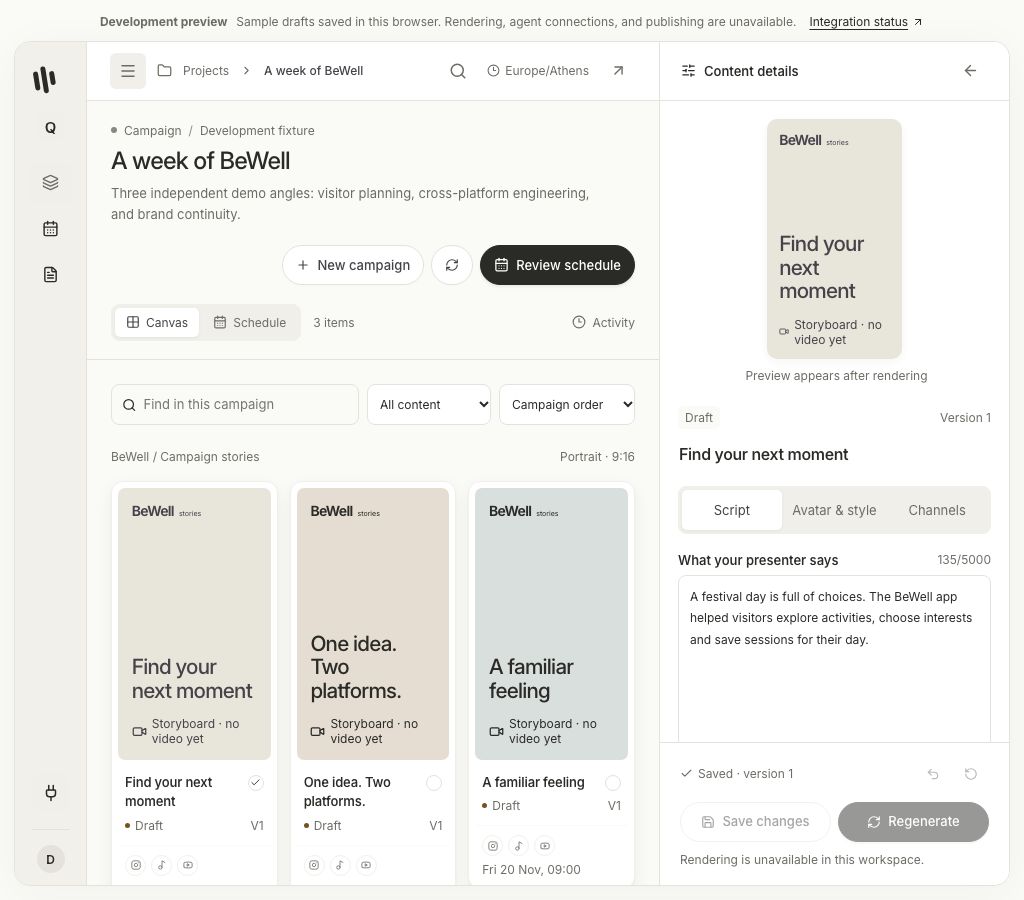 Development preview Sample drafts saved in this browser. Rendering, agent connections, and publishing are unavailable. Integration status
Q
D
Projects
A week of BeWell
Europe/Athens
Campaign / Development fixture
A week of BeWell
Three independent demo angles: visitor planning, cross-platform engineering,
and brand continuity.
New campaign
Review schedule
Canvas
Schedule
3 items
Activity
Find in this campaign
All content
Campaign order
BeWell / Campaign stories
Portrait · 9:16
BeWell stories
Find your
next moment
Storyboard · no
video yet
Find your next
moment
Draft
V1
BeWell stories
One idea.
Two
platforms.
Storyboard · no
video yet
One idea. Two
platforms.
Draft
V1
BeWell stories
A familiar
feeling
Storyboard · no
video yet
A familiar feeling
Draft
V1
Fri 20 Nov, 09:00
Content details
BeWell stories
Find your
next
moment
Storyboard · no
video yet
Preview appears after rendering
Draft
Version 1
Find your next moment
Script
Avatar & style
Channels
What your presenter says
135/5000
A festival day is full of choices. The BeWell app
helped visitors explore activities, choose interests
and save sessions for their day.
Saved · version 1
Save changes
Regenerate
Rendering is unavailable in this workspace.